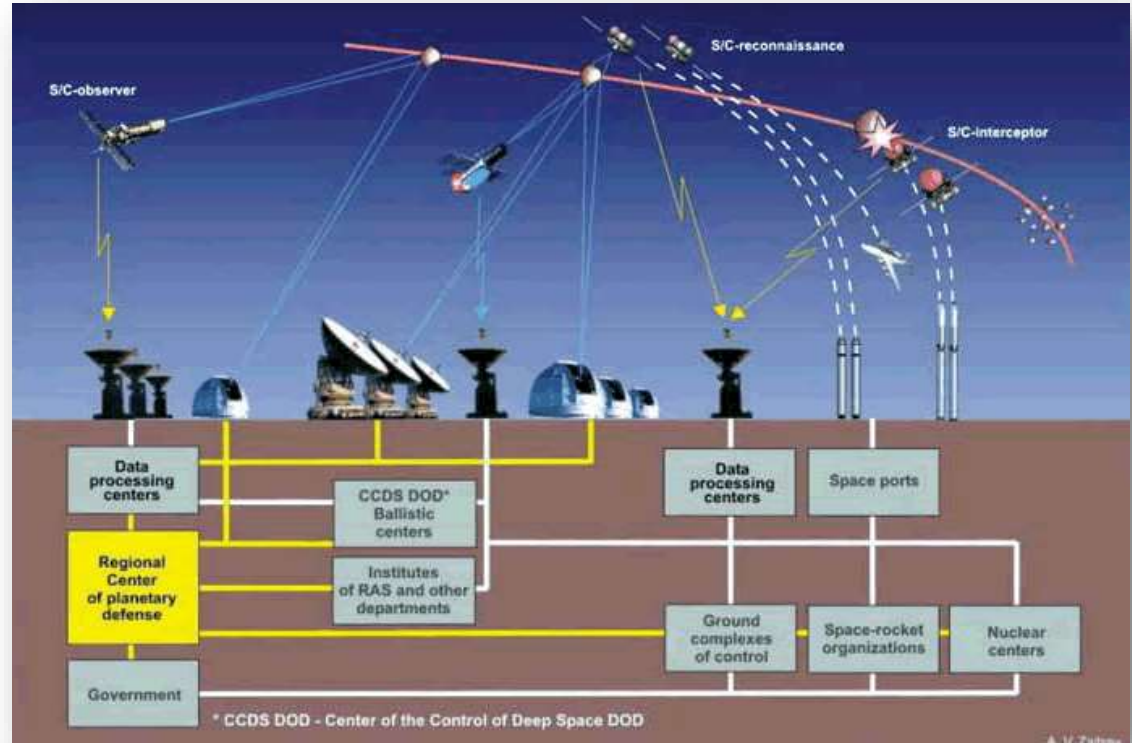 S/C-reconnaissance
S/C-observer
S/C-interceptor
Data
processing
centers
CCDS DOD*
Ballistic
centers
Data
processing
centers
Space ports
Regional
Center
of planetary
defense
Institutes
of RAS and other
departments
Ground
complexes
of control
Space-rocket
organizations
Nuclear
centers
Government
* CCDS DOD - Center of the Control of Deep Space DOD
A. V. Zaitsev